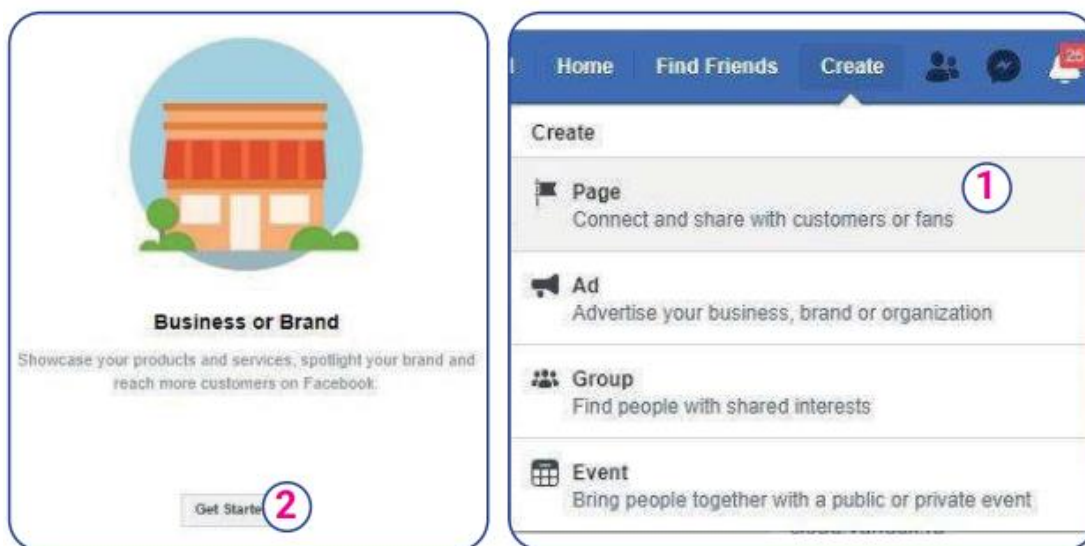 Business or Brand
Showcase your products and services, spotlight your brand and
reach more customers on Facebook.
Get Starte
2
Home Find Friends Create 26
Create
Page 1
Connect and share with customers or fans
Ad
Advertise your business, brand or organization
Group
Find people with shared interests
Event
Bring people together with a public or private event